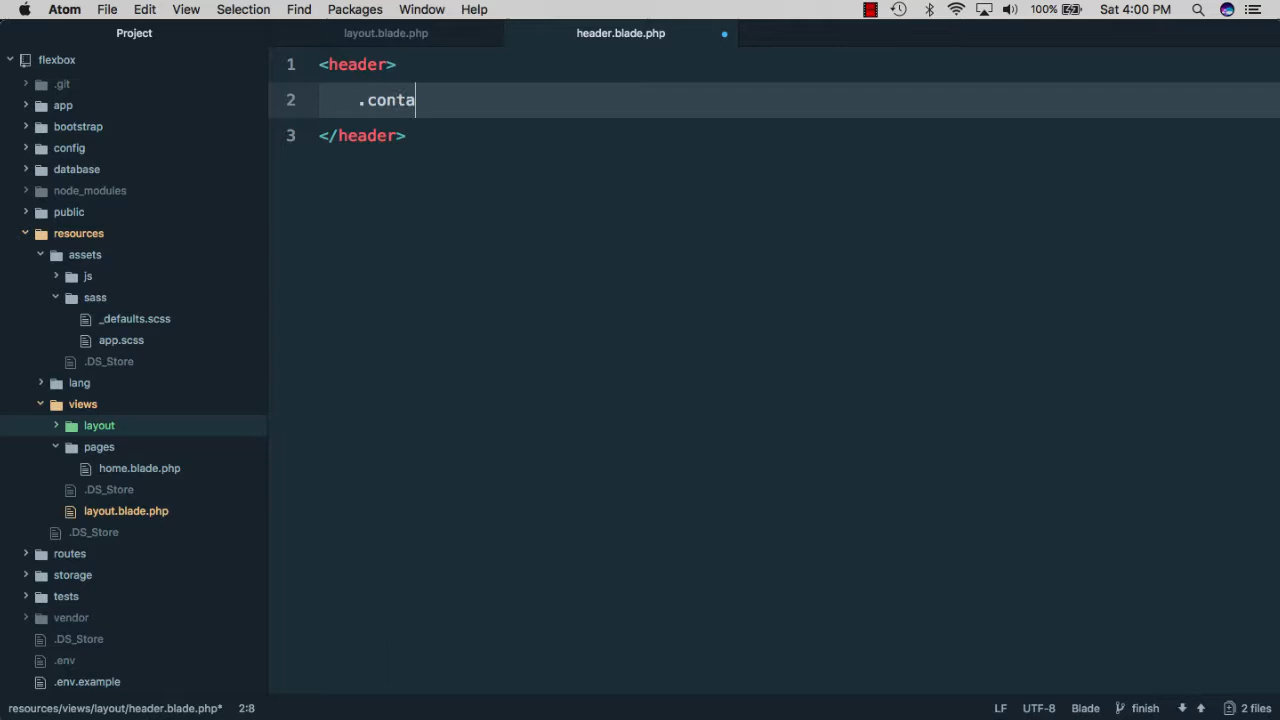 Atom File Edit View Selection Find Packages Window Help 100% Sat 4:00 PM
Project
layout.blade.php
header.blade.php
flexbox
.git
app
bootstrap
config
database
node_modules
public
resources
assets
js
sass
_defaults.scss
app.scss
.DS_Store
lang
views
layout
pages
home.blade.php
.DS_Store
layout.blade.php
.DS_Store
routes
storage
tests
vendor
.DS_Store
.env
.env.example
1 <header>
2 .conta
3 </header>
resources/views/layout/header.blade.php* 2:8 LF UTF-8 Blade finish 2 files